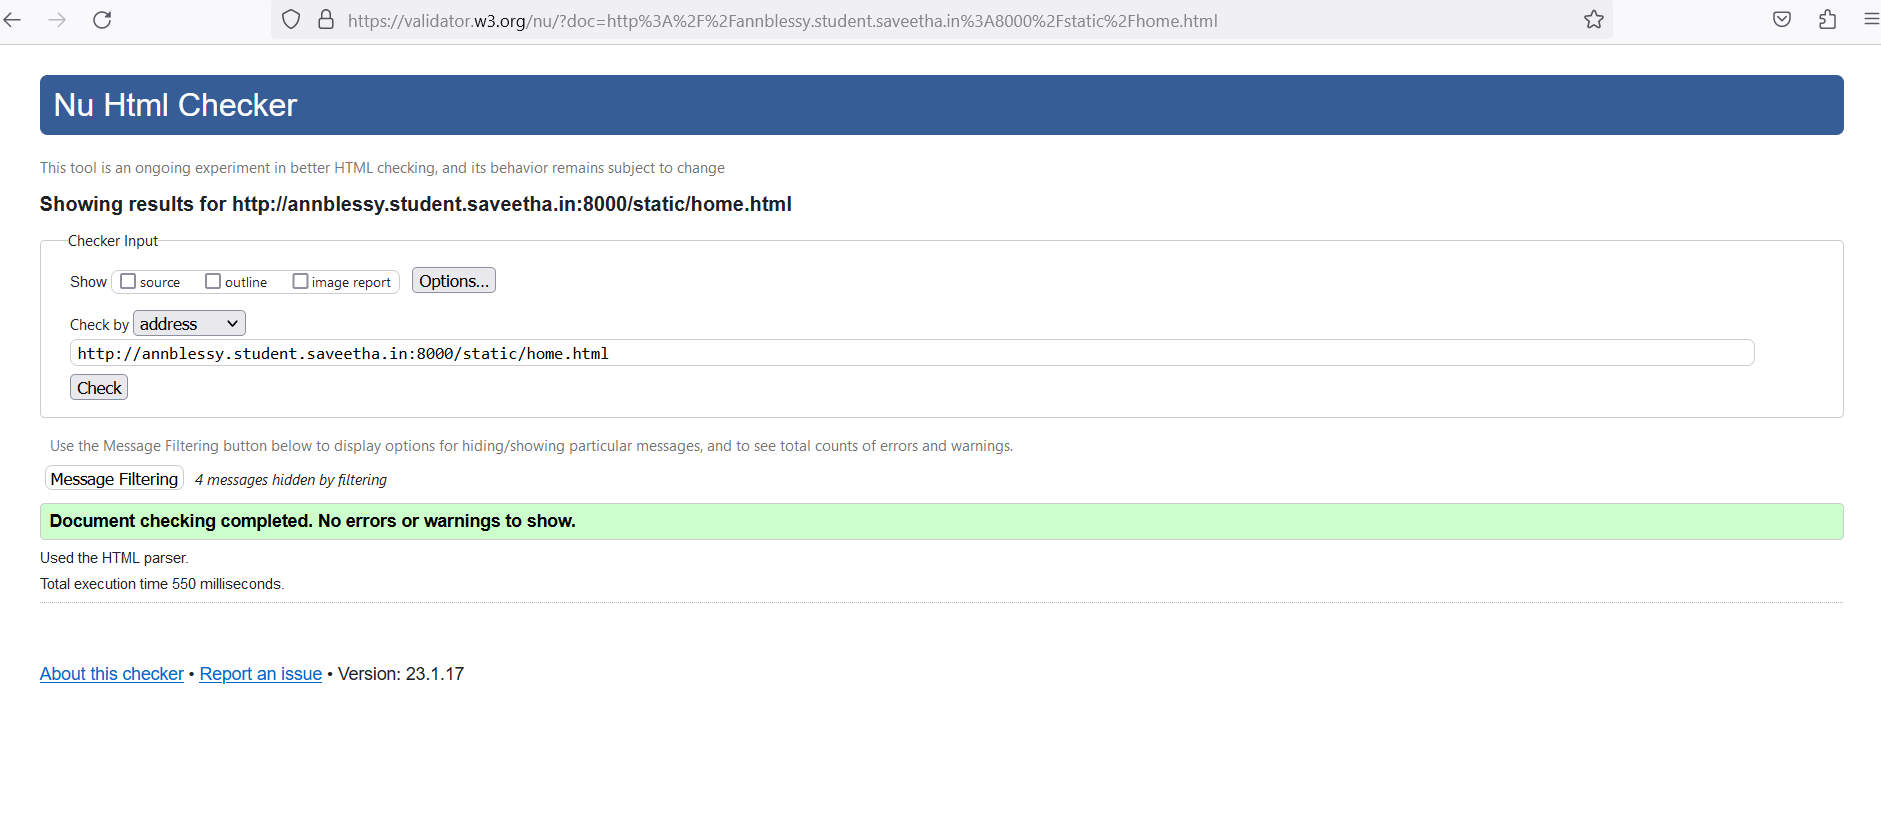 https://validator.w3.org/nu/?doc=http%3A%2F%2Fannblessy.student.saveetha.in%3A8000%2Fstatic%2Fhome.html
Nu Html Checker
This tool is an ongoing experiment in better HTML checking, and its behavior remains subject to change
Showing results for http://annblessy.student.saveetha.in:8000/static/home.html
Checker Input
Show source outline image report Options...
Check by address
http://annblessy.student.saveetha.in:8000/static/home.html
Check
Use the Message Filtering button below to display options for hiding/showing particular messages, and to see total counts of errors and warnings.
Message Filtering 4 messages hidden by filtering
Document checking completed. No errors or warnings to show.
Used the HTML parser.
Total execution time 550 milliseconds.
About this checker • Report an issue • Version: 23.1.17